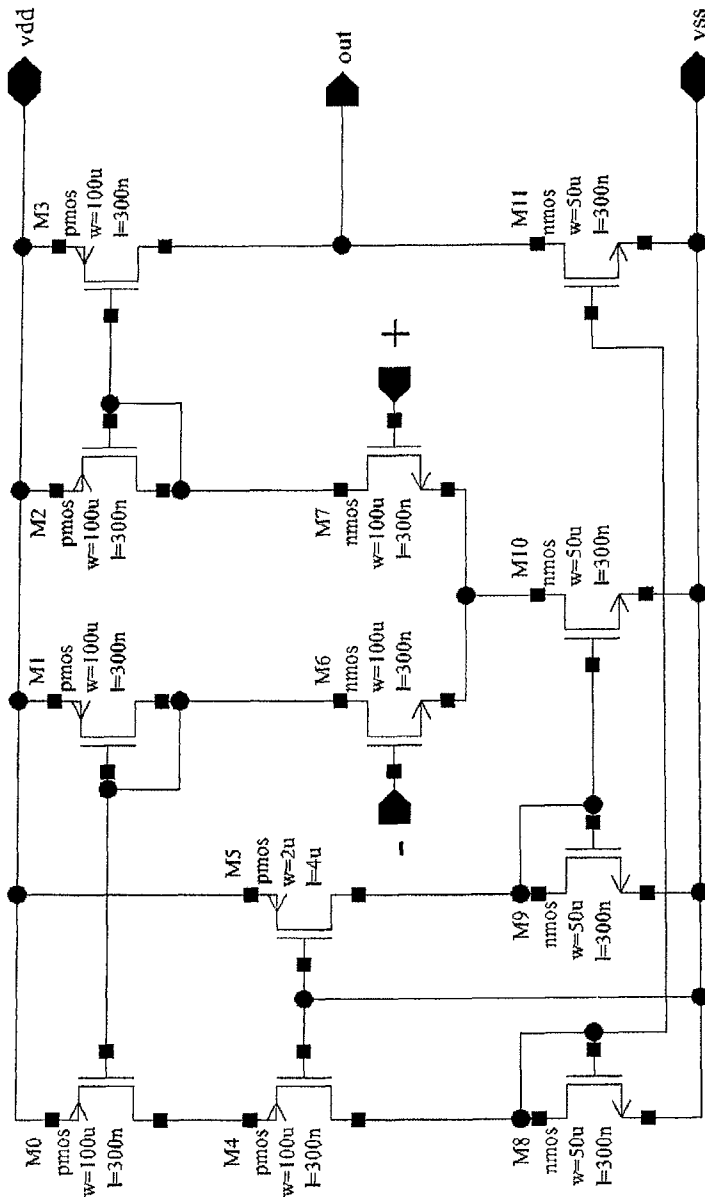 vdd
out
vss
M3
pmos
w=100u
l=300n
M11
nmos
w=50u
l=300n
M2
pmos
w=100u
l=300n
M7
nmos
w=100u
l=300n
+
M10
nmos
w=50u
l=300n
M1
pmos
w=100u
l=300n
M6
nmos
w=100u
l=300n
-
M5
pmos
w=2u
l=4u
M9
nmos
w=50u
l=300n
M0
pmos
w=100u
l=300n
M4
pmos
w=100u
l=300n
M8
nmos
w=50u
l=300n